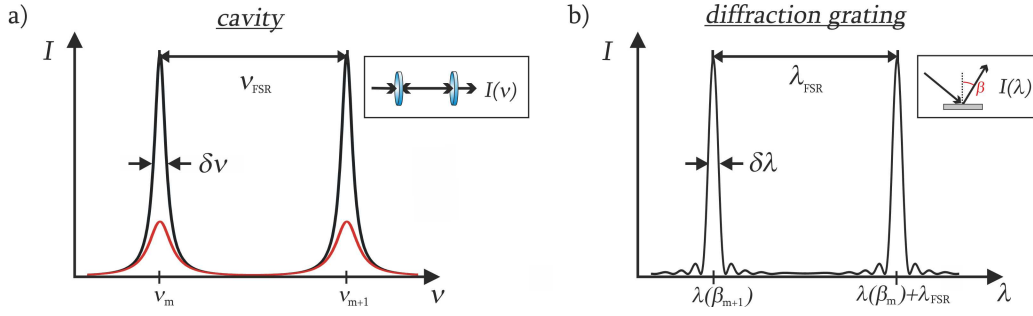 a)
cavity
I
ν_FSR
I(ν)
δν
ν_m
ν_m+1
ν
b)
diffraction grating
I
λ_FSR
β
I(λ)
δλ
λ(β_m+1)
λ(β_m)+λ_FSR
λ